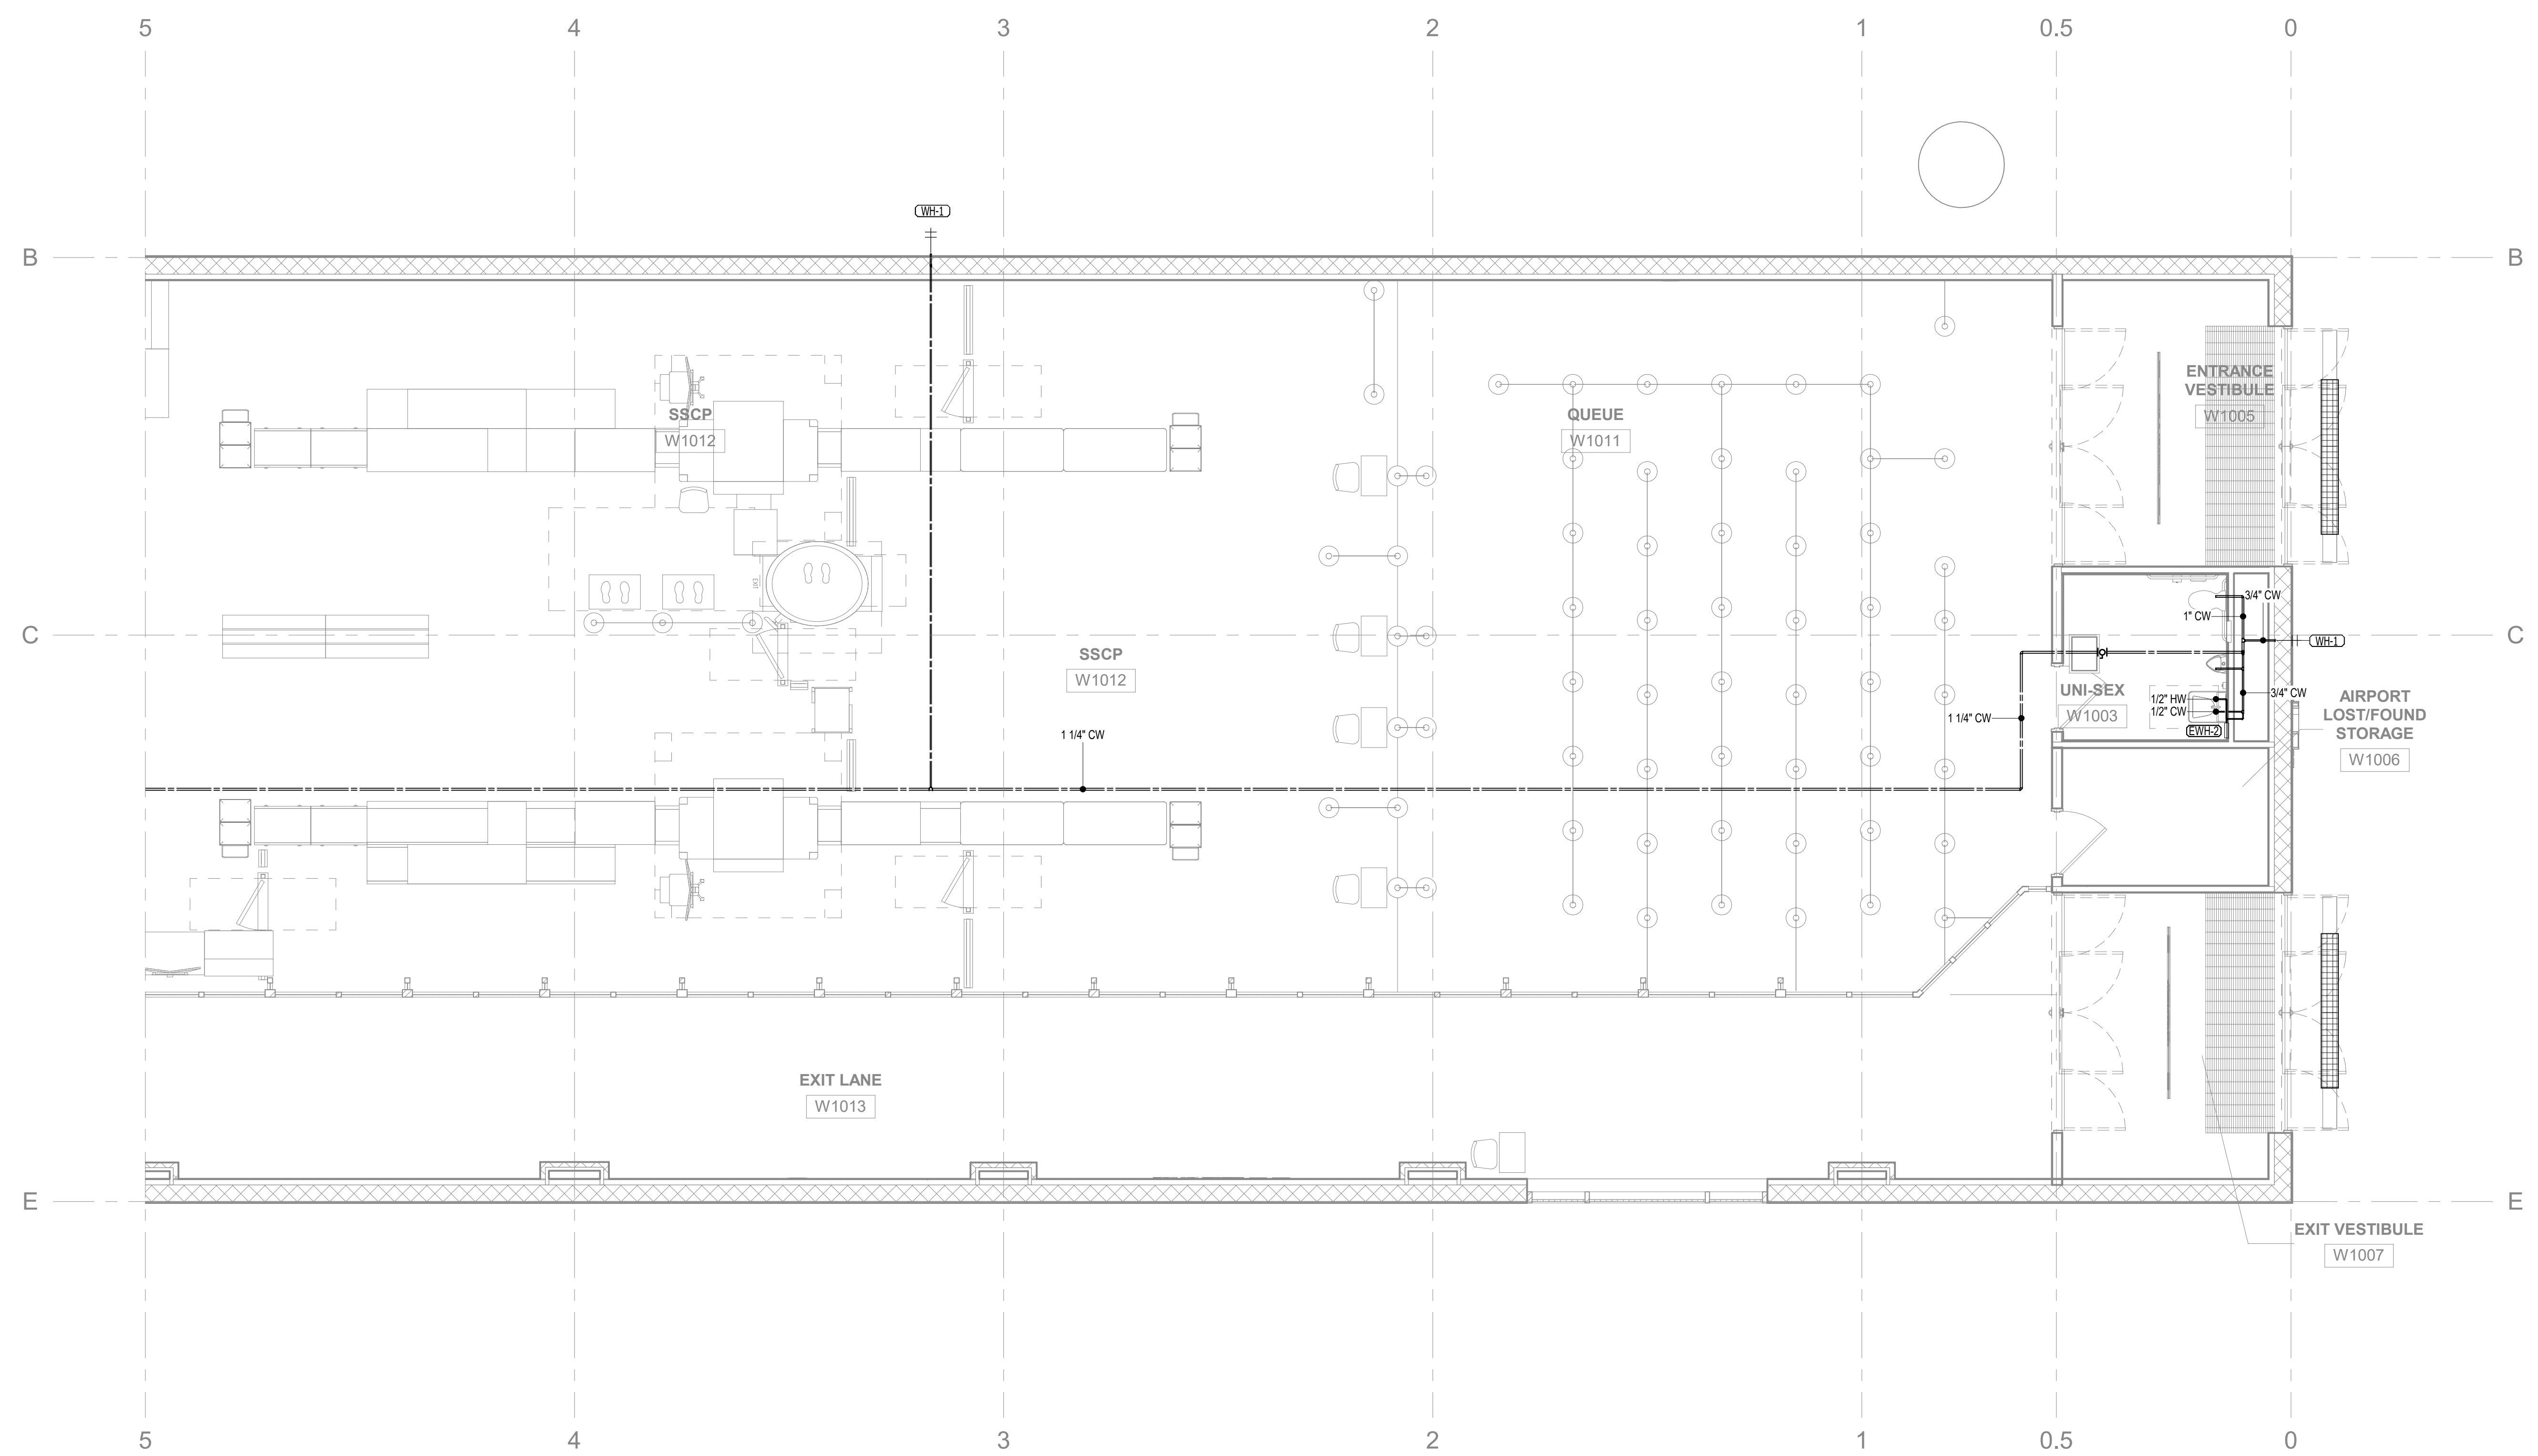 5 4 3 2 1 0.5 0
WH-1
B B
ENTRANCE
VESTIBULE
W1005
SSCP
W1012
QUEUE
W1011
3/4" CW
1" CW
C C
WH-1
SSCP
W1012
UNI-SEX
W1003
3/4" CW
1/2" HW
1/2" CW
EWH-2
AIRPORT
LOST/FOUND
STORAGE
W1006
1 1/4" CW
1 1/4" CW
EXIT LANE
W1013
E E
EXIT VESTIBULE
W1007
5 4 3 2 1 0.5 0